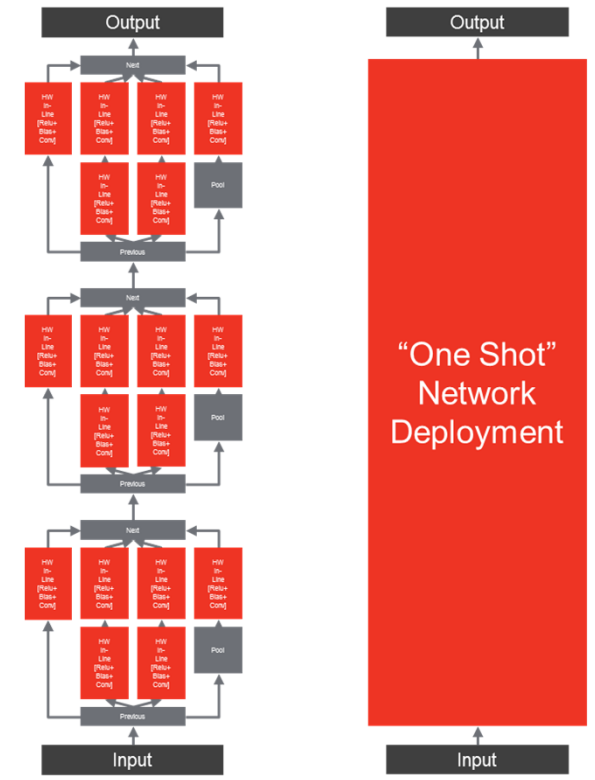 Output
Next
HW
In-
Line
[Relu+
Bias+
Conv]
HW
In-
Line
[Relu+
Bias+
Conv]
HW
In-
Line
[Relu+
Bias+
Conv]
HW
In-
Line
[Relu+
Bias+
Conv]
HW
In-
Line
[Relu+
Bias+
Conv]
HW
In-
Line
[Relu+
Bias+
Conv]
Pool
Previous
Next
HW
In-
Line
[Relu+
Bias+
Conv]
HW
In-
Line
[Relu+
Bias+
Conv]
HW
In-
Line
[Relu+
Bias+
Conv]
HW
In-
Line
[Relu+
Bias+
Conv]
HW
In-
Line
[Relu+
Bias+
Conv]
HW
In-
Line
[Relu+
Bias+
Conv]
Pool
Previous
Next
HW
In-
Line
[Relu+
Bias+
Conv]
HW
In-
Line
[Relu+
Bias+
Conv]
HW
In-
Line
[Relu+
Bias+
Conv]
HW
In-
Line
[Relu+
Bias+
Conv]
HW
In-
Line
[Relu+
Bias+
Conv]
HW
In-
Line
[Relu+
Bias+
Conv]
Pool
Previous
Input
Output
“One Shot”
Network
Deployment
Input